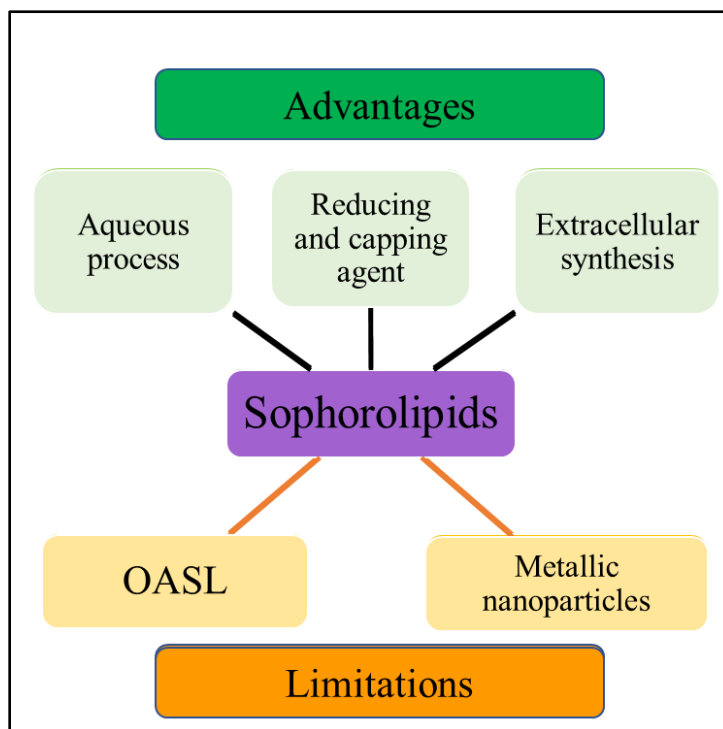 Advantages
Aqueous
process
Reducing
and capping
agent
Extracellular
synthesis
Sophorolipids
OASL
Metallic
nanoparticles
Limitations